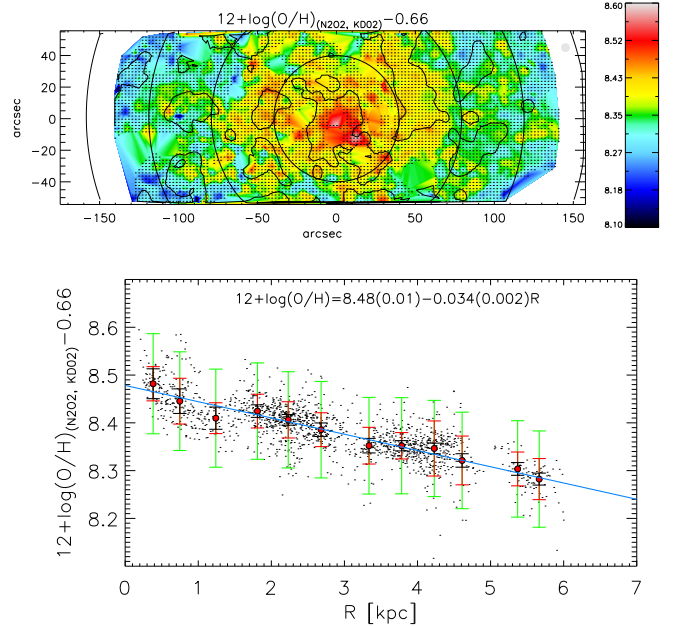 12+log(O/H)(N2O2, KD02)−0.66
8.60
8.52
8.43
8.35
8.27
8.18
8.10
arcsec
40
20
0
−20
−40
−150 −100 −50 0 50 100 150
arcsec
12+log(O/H)=8.48(0.01)−0.034(0.002)R
12+log(O/H)(N2O2, KD02)−0.66
8.6
8.5
8.4
8.3
8.2
0 1 2 3 4 5 6 7
R [kpc]